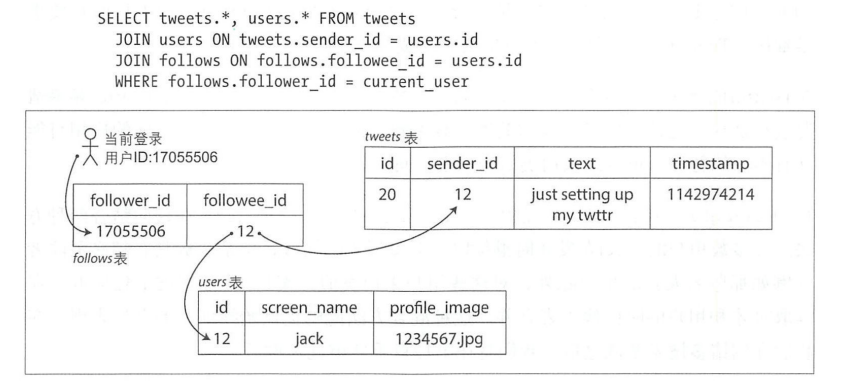 SELECT tweets.*, users.* FROM tweets
JOIN users ON tweets.sender_id = users.id
JOIN follows ON follows.followee_id = users.id
WHERE follows.follower_id = current_user
当前登录
用户ID:17055506
tweets 表
id sender_id text timestamp
20 12 just setting up 1142974214
my twttr
follower_id followee_id
17055506 12
follows表
users 表
id screen_name profile_image
12 jack 1234567.jpg